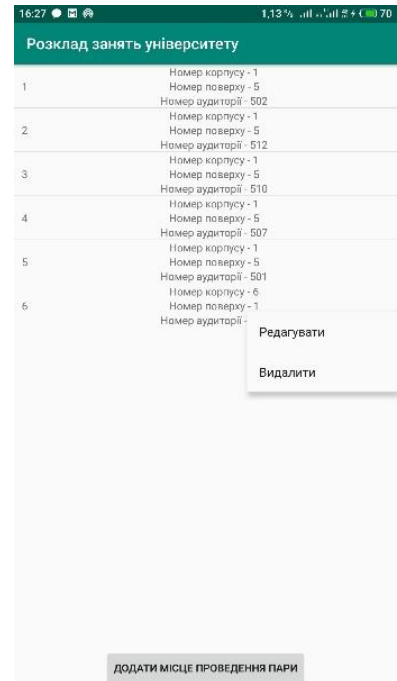 16:27
70
Розклад занять університету
Номер корпусу - 1
1 Номер поверху - 5
Номер аудиторії - 502
Номер корпусу - 1
2 Номер поверху - 5
Номер аудиторії - 512
Номер корпусу - 1
3 Номер поверху - 5
Номер аудиторії - 510
Номер корпусу - 1
4 Номер поверху - 5
Номер аудиторії - 507
Номер корпусу - 1
5 Номер поверху - 5
Номер аудиторії - 501
Номер корпусу - 6
6 Номер поверху - 1
Номер аудиторії -
Редагувати
Видалити
ДОДАТИ МІСЦЕ ПРОВЕДЕННЯ ПАРИ